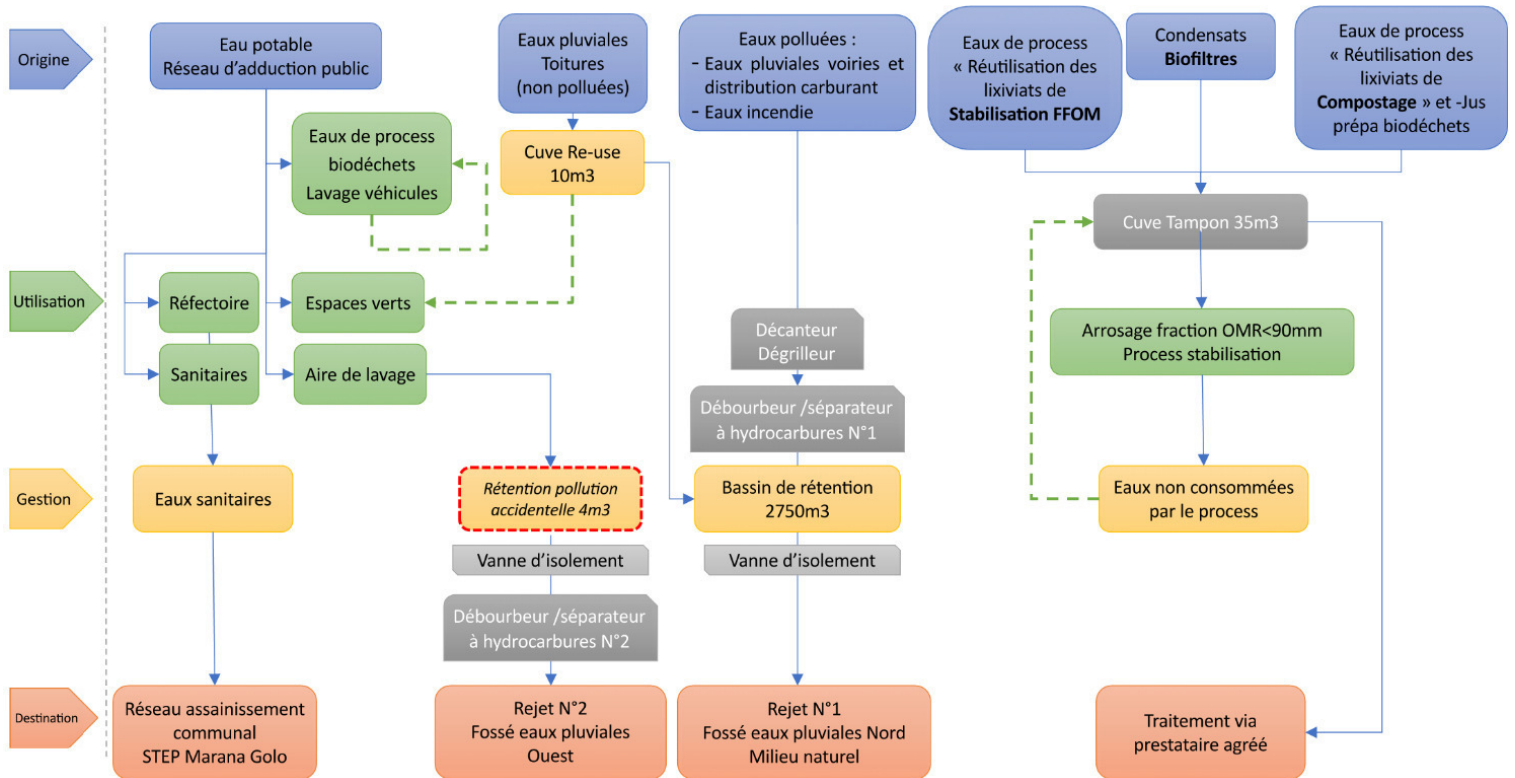 Origine
Eau potable
Réseau d'adduction public
Eaux pluviales
Toitures
(non polluées)
Eaux polluées :
- Eaux pluviales voiries et
distribution carburant
- Eaux incendie
Eaux de process
« Réutilisation des
lixiviats de
Stabilisation FFOM
Condensats
Biofiltres
Eaux de process
« Réutilisation des
lixiviats de
Compostage » et -Jus
prépa biodéchets
Eaux de process
biodéchets
Lavage véhicules
Cuve Re-use
10m3
Cuve Tampon 35m3
Utilisation
Réfectoire
Espaces verts
Sanitaires
Aire de lavage
Décanteur
Dégrilleur
Débourbeur /séparateur
à hydrocarbures N°1
Arrosage fraction OMR<90mm
Process stabilisation
Gestion
Eaux sanitaires
Rétention pollution
accidentelle 4m3
Bassin de rétention
2750m3
Eaux non consommées
par le process
Vanne d'isolement
Vanne d'isolement
Débourbeur /séparateur
à hydrocarbures N°2
Destination
Réseau assainissement
communal
STEP Marana Golo
Rejet N°2
Fossé eaux pluviales
Ouest
Rejet N°1
Fossé eaux pluviales Nord
Milieu naturel
Traitement via
prestataire agréé